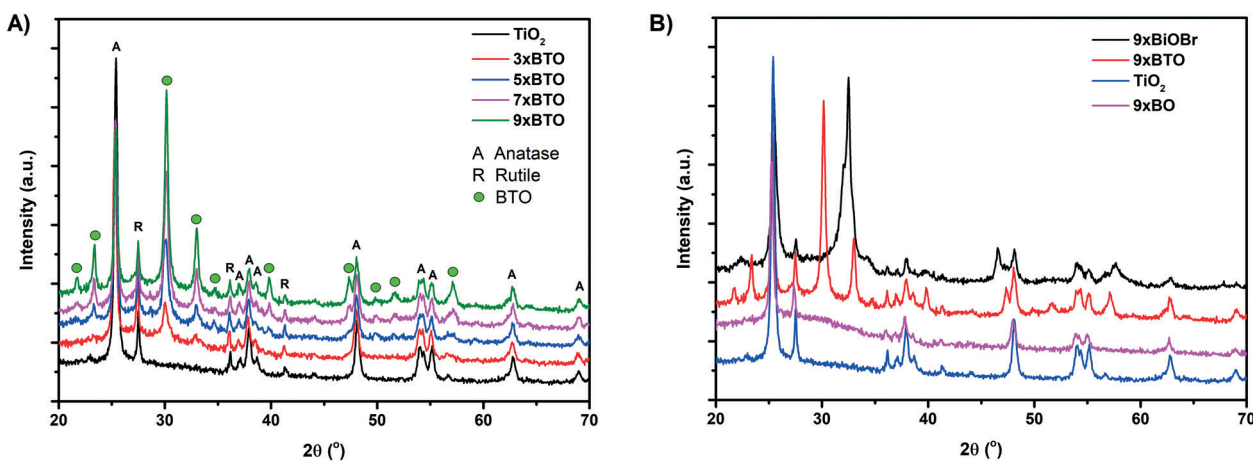 A)
TiO2
3xBTO
5xBTO
7xBTO
9xBTO
A Anatase
R Rutile
BTO
A
R
R
A
A
A
R
A
A
A
A
A
Intensity (a.u.)
20 30 40 50 60 70
2θ (°)
B)
9xBiOBr
9xBTO
TiO2
9xBO
Intensity (a.u.)
20 30 40 50 60 70
2θ (°)